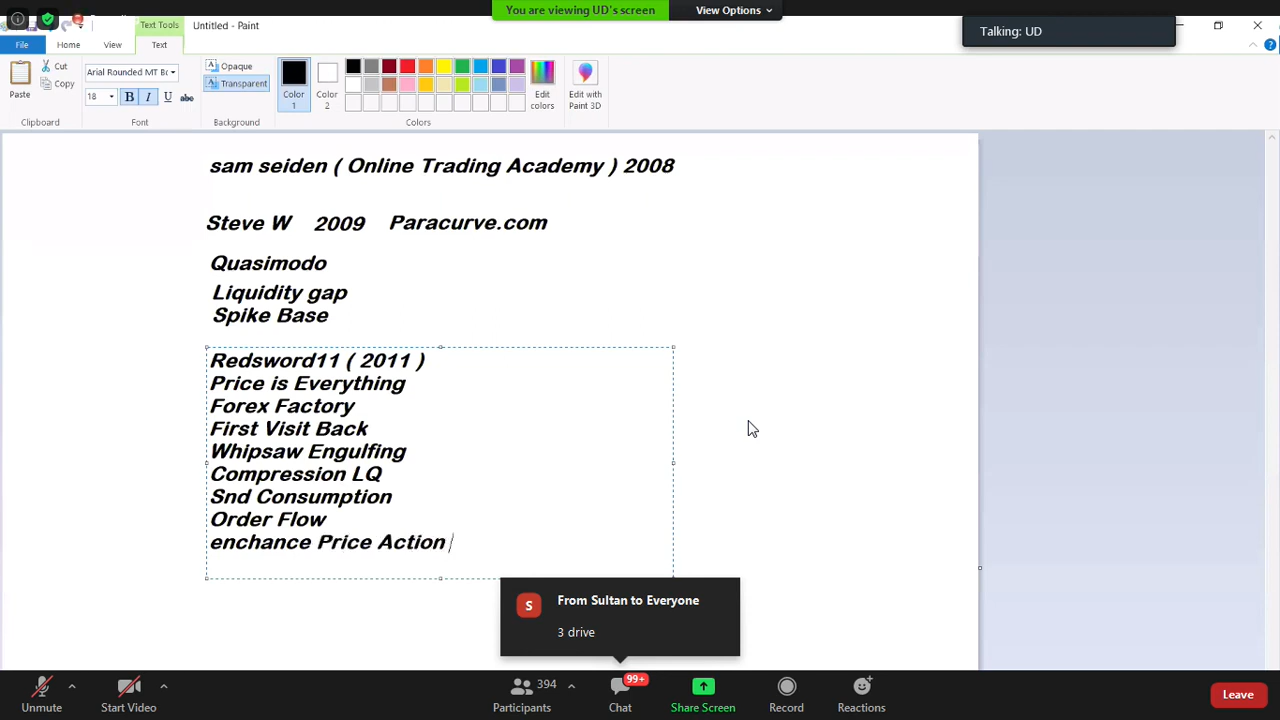 You are viewing UD's screen
View Options
Talking: UD
Text Tools
Untitled - Paint
File
Home
View
Text
Paste
Cut
Copy
Clipboard
Arial Rounded MT Bo
18
B I U abc
Font
Opaque
Transparent
Background
Color 1
Color 2
Edit colors
Colors
Edit with Paint 3D
sam seiden ( Online Trading Academy ) 2008
Steve W 2009 Paracurve.com
Quasimodo
Liquidity gap
Spike Base
Redsword11 ( 2011 )
Price is Everything
Forex Factory
First Visit Back
Whipsaw Engulfing
Compression LQ
Snd Consumption
Order Flow
enchance Price Action
S
From Sultan to Everyone
3 drive
Unmute
Start Video
394
Participants
99+
Chat
Share Screen
Record
Reactions
Leave